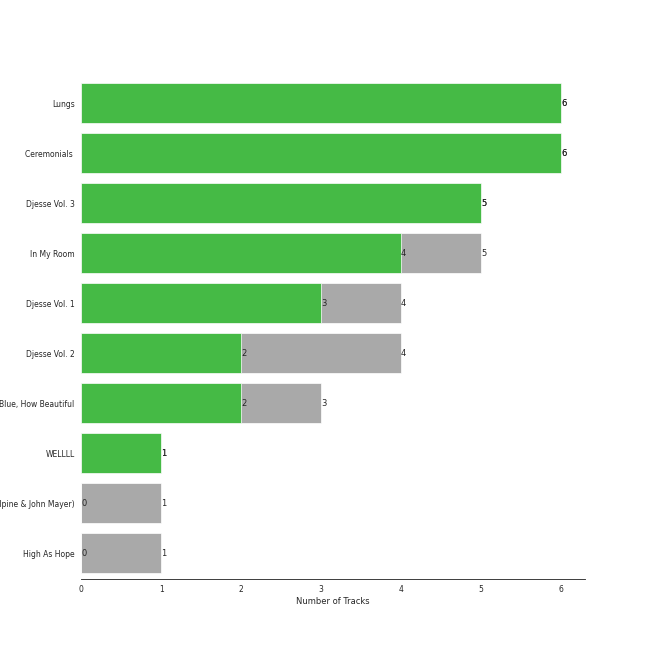 Lungs 6
Ceremonials 6
Djesse Vol. 3 5
In My Room 4 5
Djesse Vol. 1 3 4
Djesse Vol. 2 2 4
Blue, How Beautiful 2 3
WELLLL 1
& John Mayer) 0 1
High As Hope 0 1
0 1 2 3 4 5 6
Number of Tracks